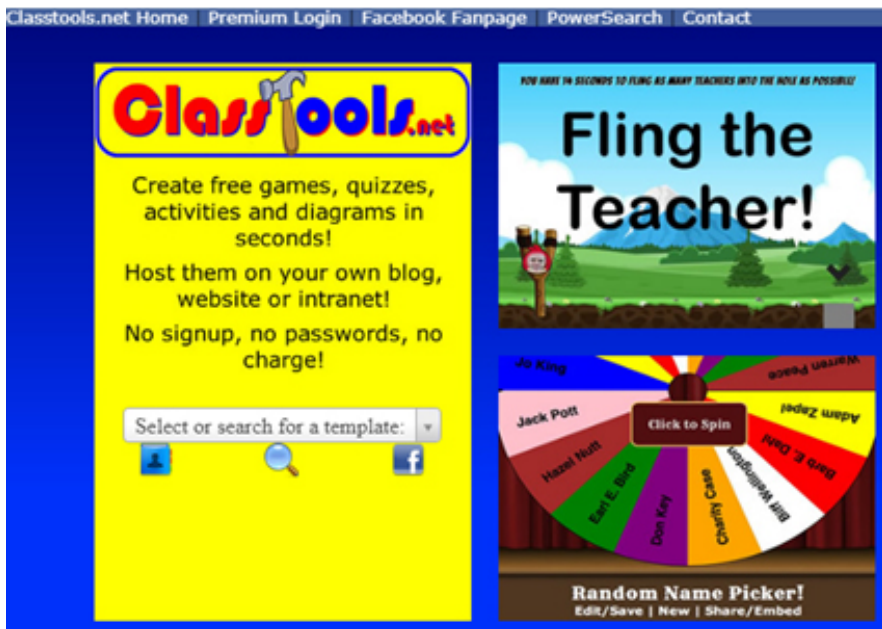 Classtools.net Home | Premium Login | Facebook Fanpage | PowerSearch | Contact
ClassTools.net
Create free games, quizzes,
activities and diagrams in
seconds!
Host them on your own blog,
website or intranet!
No signup, no passwords, no
charge!
Select or search for a template:
YOU HAVE 14 SECONDS TO FLING AS MANY TEACHERS INTO THE HOLE AS POSSIBLE!
Fling the
Teacher!
Jo King
Jack Pott
Hazel Nutt
Earl E. Bird
Don Key
Charity Case
Biff Wellington
Barb E. Dahl
Adam Zapel
Warren Peace
Click to Spin
Random Name Picker!
Edit/Save | New | Share/Embed